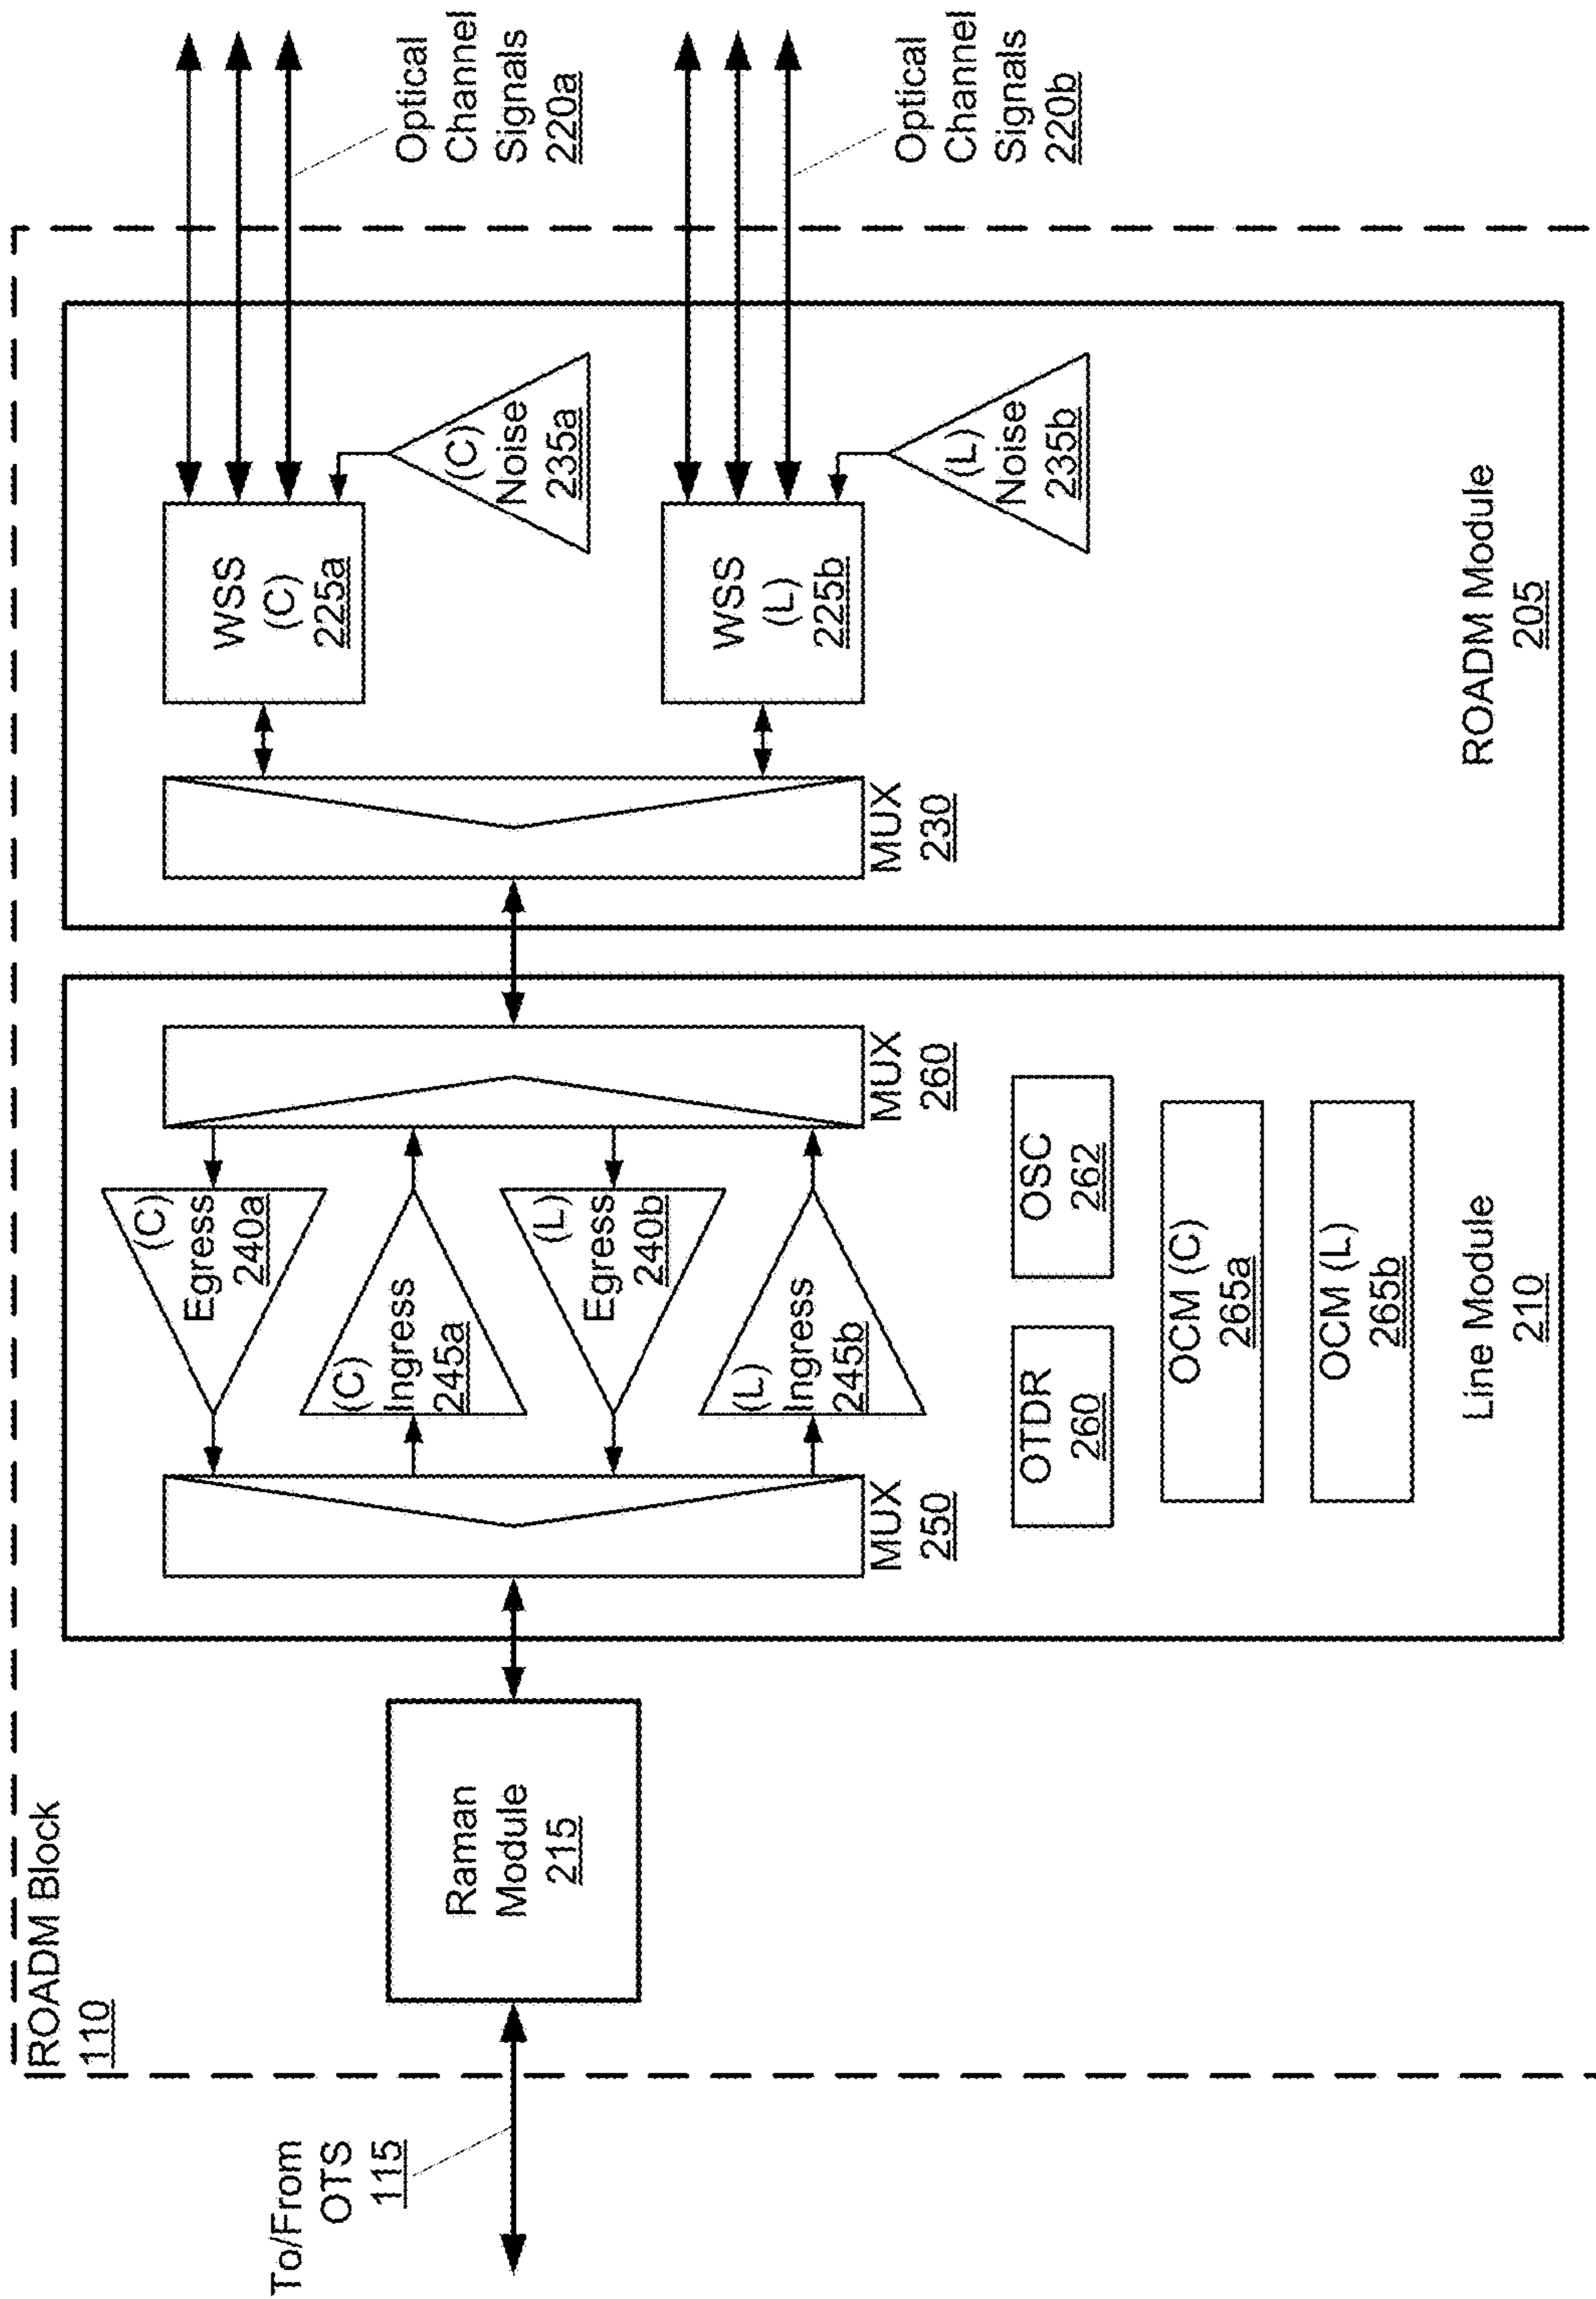 ROADM Block
110
To/From
OTS
115
Raman
Module
215
MUX
250
(C)
Egress
240a
(C)
Ingress
245a
(L)
Egress
240b
(L)
Ingress
245b
MUX
260
OTDR
260
OSC
262
OCM (C)
265a
OCM (L)
265b
Line Module
210
MUX
230
WSS
(C)
225a
(C)
Noise
235a
WSS
(L)
225b
(L)
Noise
235b
ROADM Module
205
Optical
Channel
Signals
220a
Optical
Channel
Signals
220b